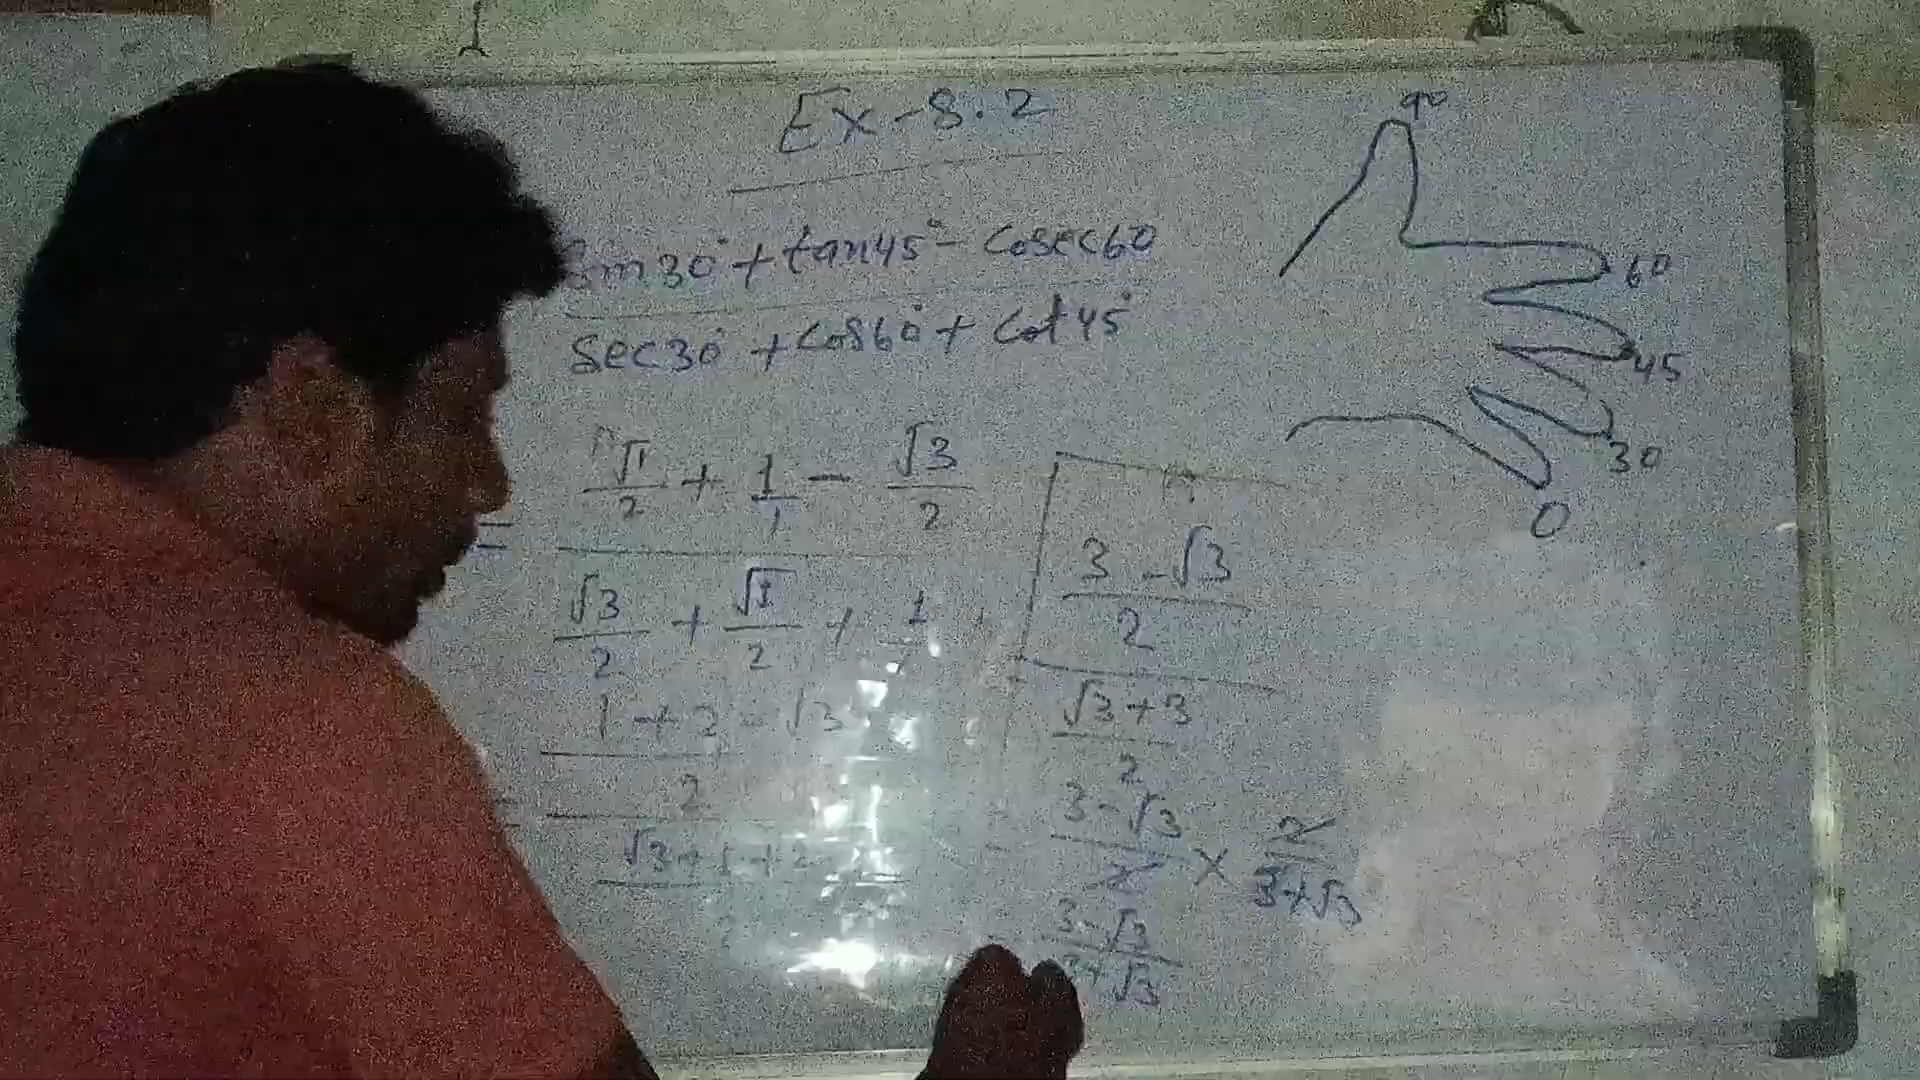 Ex-8.2
Sin30° + tan45° - cosec60
sec30° + cos60° + cot45°
= √1/2 + 1/1 - √3/2
√3/2 + √1/2 + 1
1 + 2 - √3
2
√3 + 1 + 2
3 - √3
2
√3 + 3
2
3 - √3/2 × 2/3+√3
3 - √3
3 + √3
90
60
45
30
0